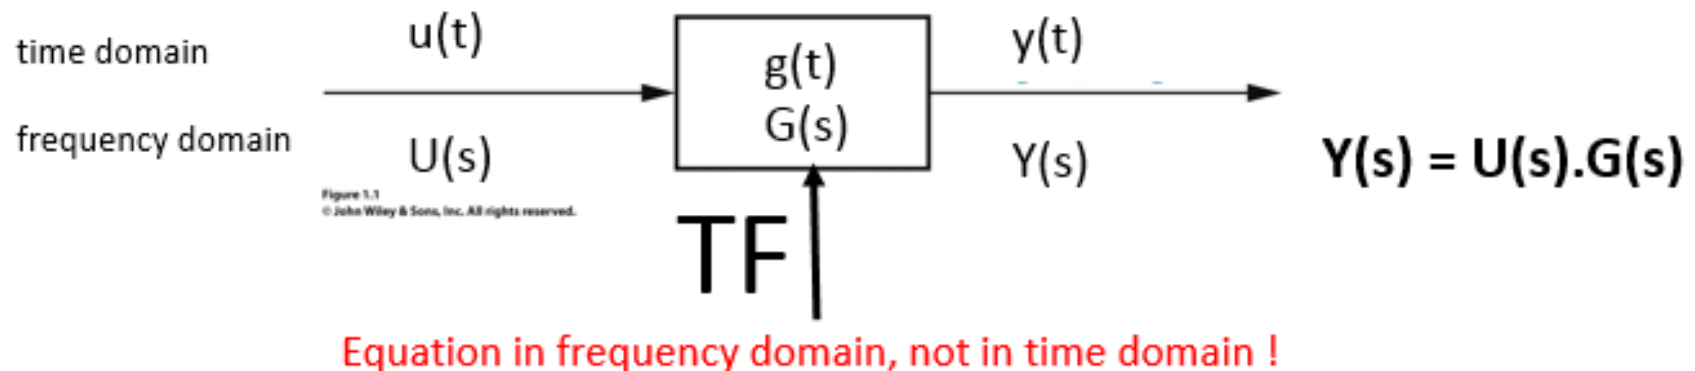 time domain
u(t)
y(t)
g(t)
G(s)
frequency domain
U(s)
Y(s)
Y(s) = U(s).G(s)
Figure 1.1
© John Wiley & Sons, Inc. All rights reserved.
TF
Equation in frequency domain, not in time domain !